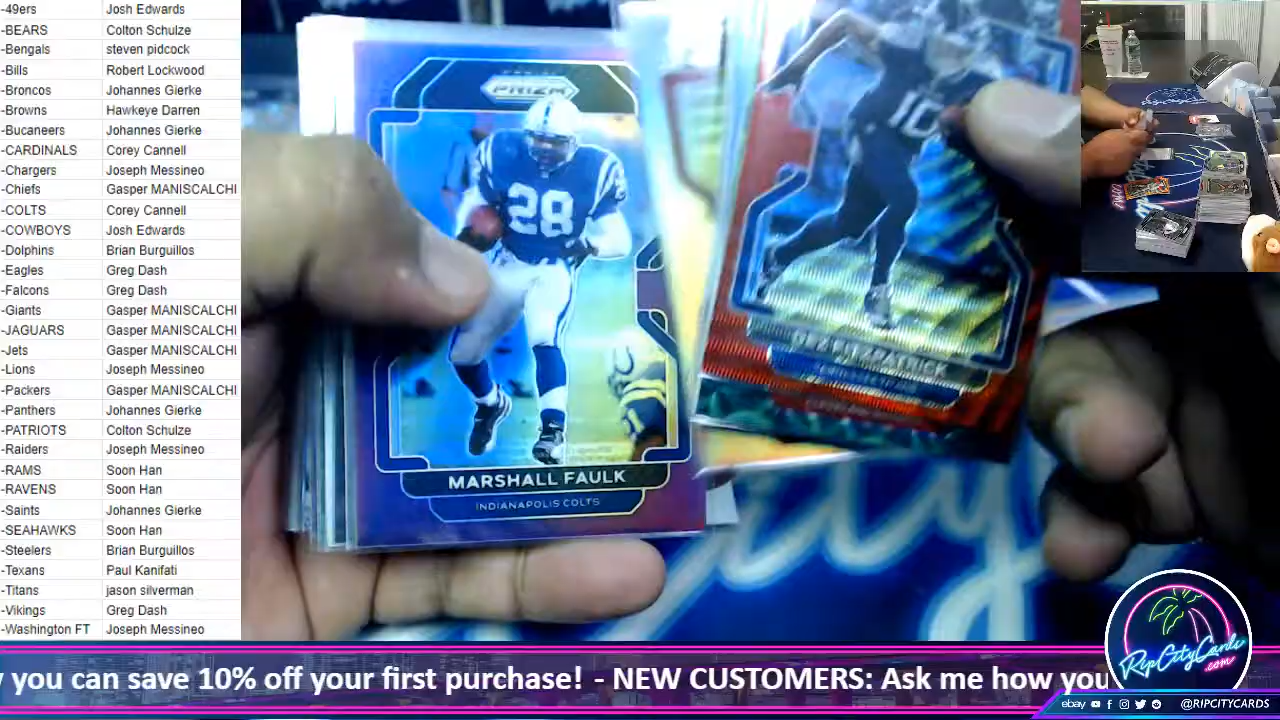 -49ers Josh Edwards
-BEARS Colton Schulze
-Bengals steven pidcock
-Bills Robert Lockwood
-Broncos Johannes Gierke
-Browns Hawkeye Darren
-Bucaneers Johannes Gierke
-CARDINALS Corey Cannell
-Chargers Joseph Messineo
-Chiefs Gasper MANISCALCHI
-COLTS Corey Cannell
-COWBOYS Josh Edwards
-Dolphins Brian Burguillos
-Eagles Greg Dash
-Falcons Greg Dash
-Giants Gasper MANISCALCHI
-JAGUARS Gasper MANISCALCHI
-Jets Gasper MANISCALCHI
-Lions Joseph Messineo
-Packers Gasper MANISCALCHI
-Panthers Johannes Gierke
-PATRIOTS Colton Schulze
-Raiders Joseph Messineo
-RAMS Soon Han
-RAVENS Soon Han
-Saints Johannes Gierke
-SEAHAWKS Soon Han
-Steelers Brian Burguillos
-Texans Paul Kanifati
-Titans jason silverman
-Vikings Greg Dash
-Washington FT Joseph Messineo
PRIZM
28
MARSHALL FAULK
INDIANAPOLIS COLTS
10
y you can save 10% off your first purchase! - NEW CUSTOMERS: Ask me how you
RipCityCards
.com
ebay
@RIPCITYCARDS